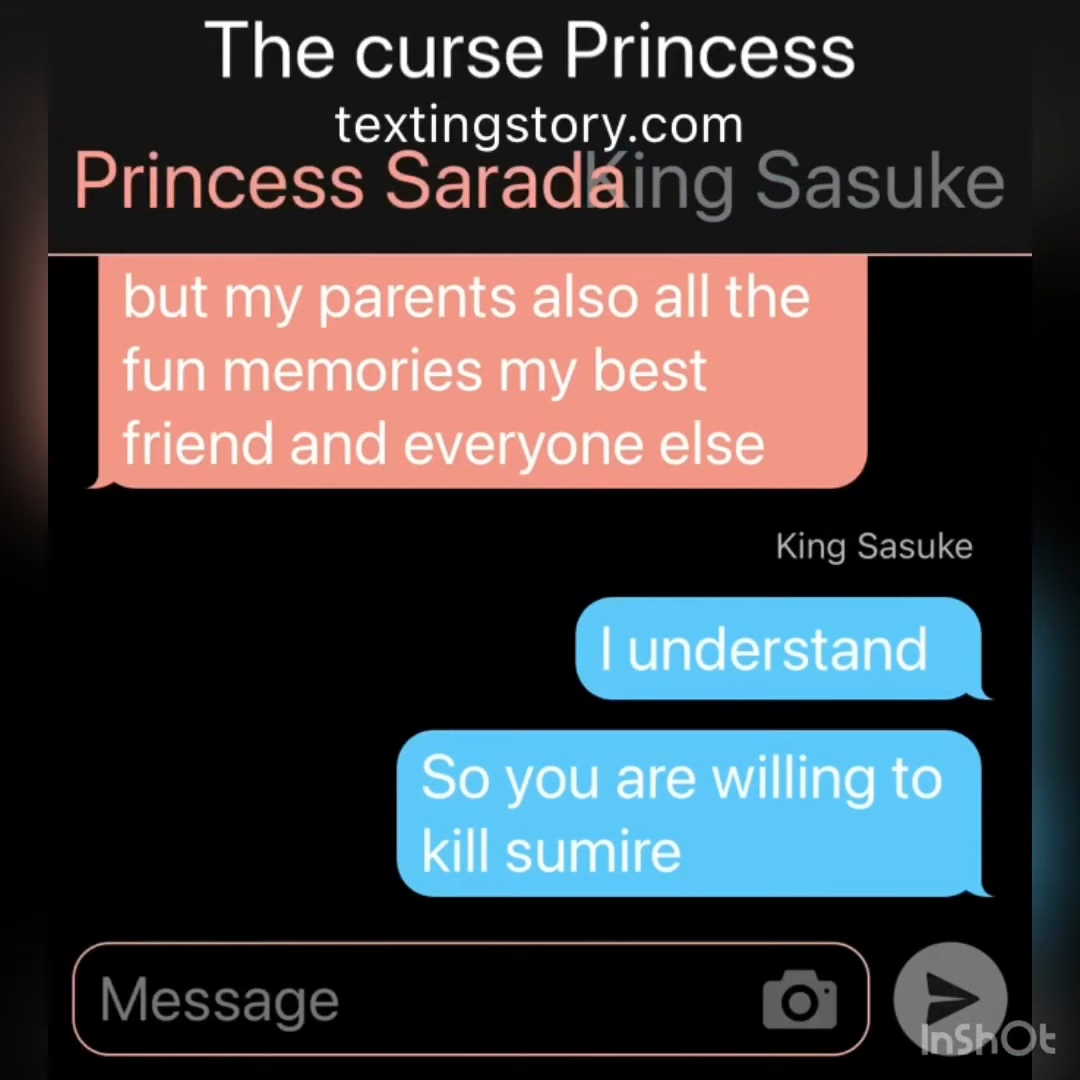 The curse Princess
textingstory.com
Princess Sarada King Sasuke
but my parents also all the
fun memories my best
friend and everyone else
King Sasuke
I understand
So you are willing to
kill sumire
Message
InShOt